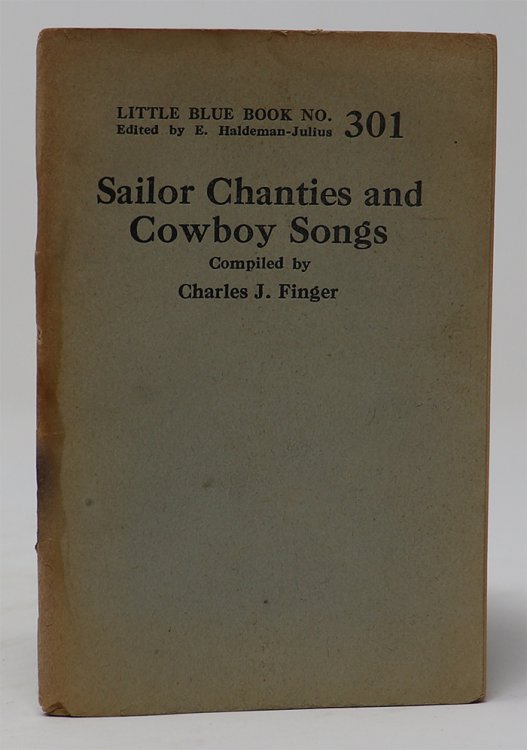 LITTLE BLUE BOOK NO. 301
Edited by E. Haldeman-Julius
Sailor Chanties and
Cowboy Songs
Compiled by
Charles J. Finger